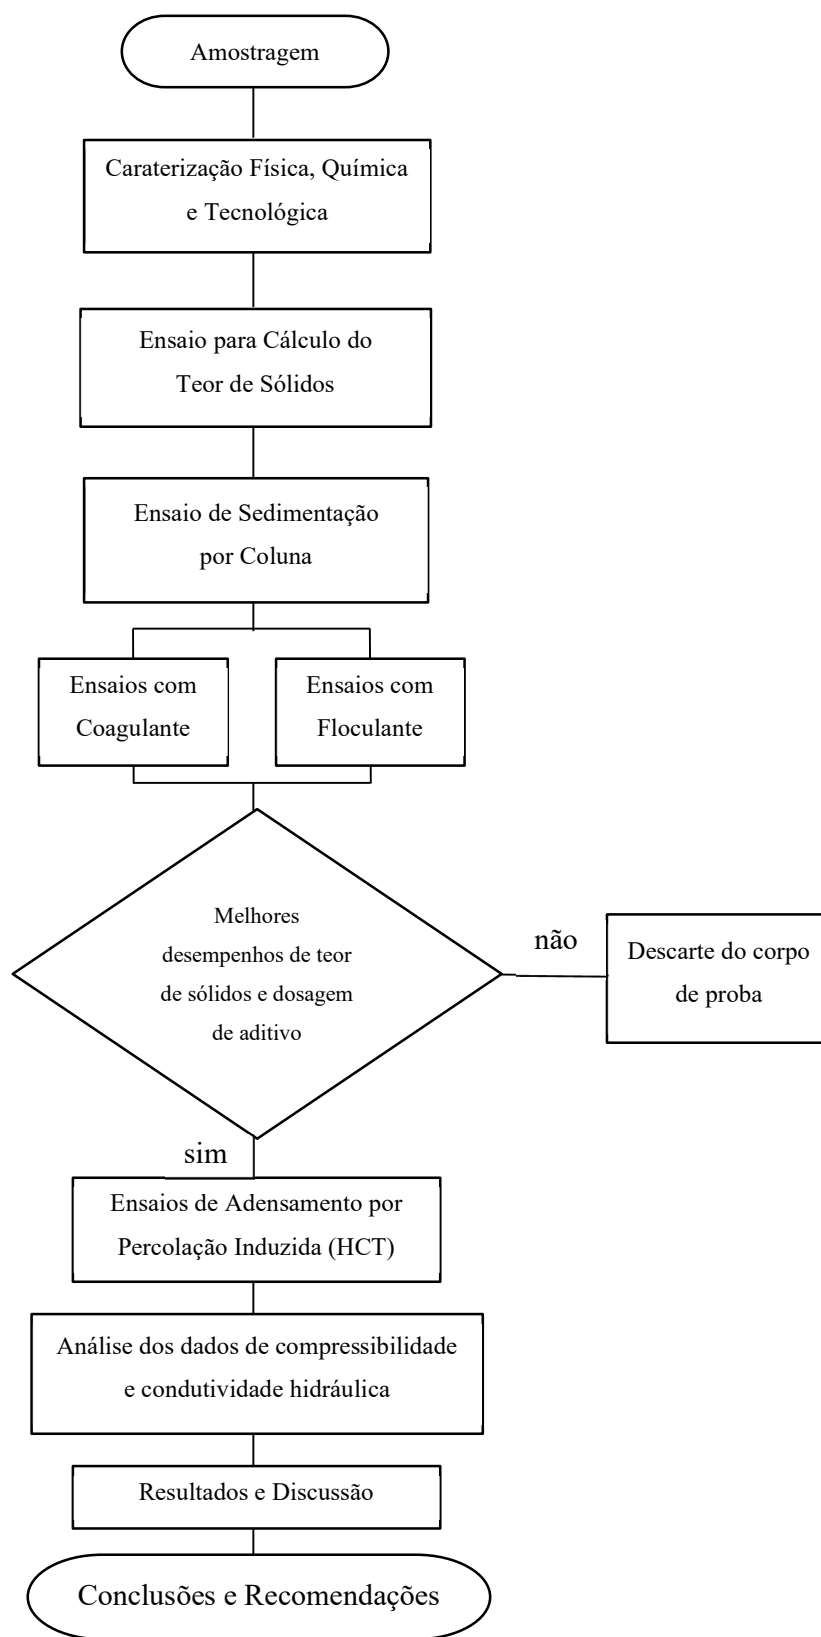 Amostragem
Caraterização Física, Química
e Tecnológica
Ensaio para Cálculo do
Teor de Sólidos
Ensaio de Sedimentação
por Coluna
Ensaios com
Coagulante
Ensaios com
Floculante
Melhores
desempenhos de teor
de sólidos e dosagem
de aditivo
não
Descarte do corpo
de proba
sim
Ensaios de Adensamento por
Percolação Induzida (HCT)
Análise dos dados de compressibilidade
e condutividade hidráulica
Resultados e Discussão
Conclusões e Recomendações